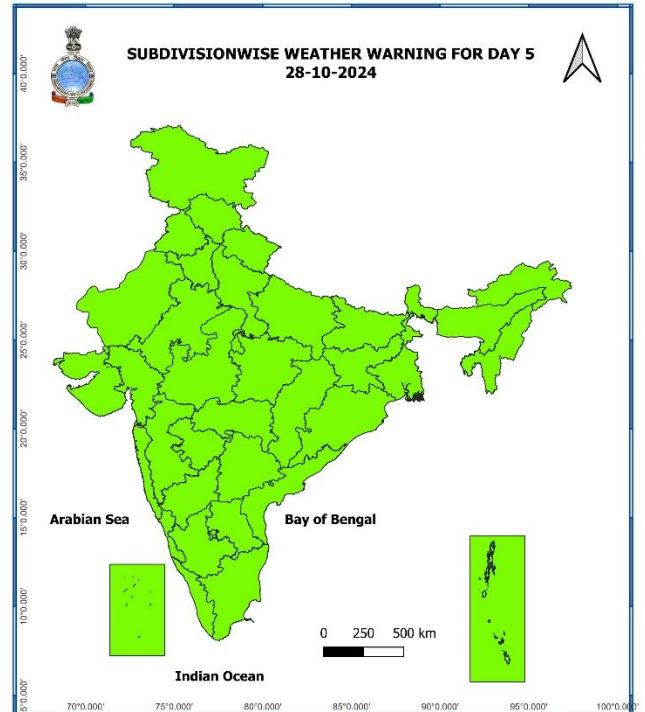 SUBDIVISIONWISE WEATHER WARNING FOR DAY 5
28-10-2024
40°0.000'
35°0.000'
30°0.000'
25°0.000'
20°0.000'
15°0.000'
10°0.000'
5°0.000'
Arabian Sea
Bay of Bengal
0 250 500 km
Indian Ocean
70°0.000' 75°0.000' 80°0.000' 85°0.000' 90°0.000' 95°0.000' 100°0.000'